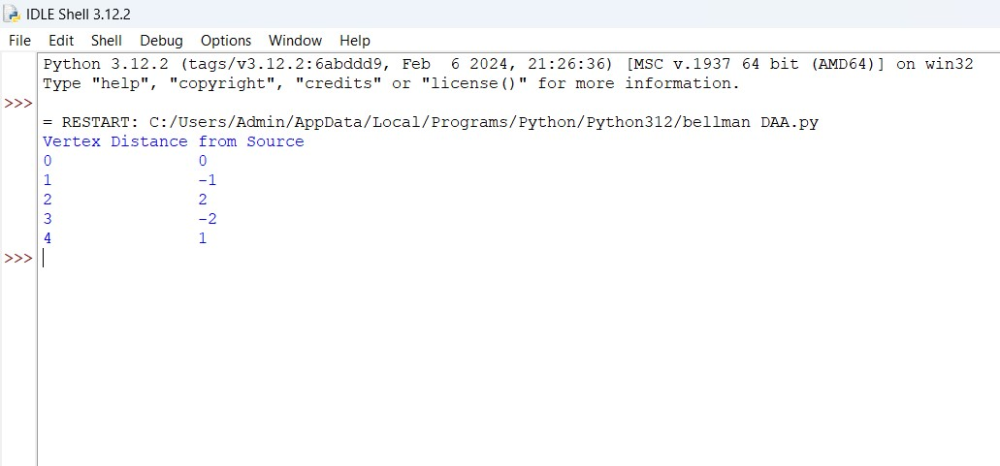 IDLE Shell 3.12.2
File Edit Shell Debug Options Window Help
Python 3.12.2 (tags/v3.12.2:6abddd9, Feb  6 2024, 21:26:36) [MSC v.1937 64 bit (AMD64)] on win32
Type "help", "copyright", "credits" or "license()" for more information.
>>>
= RESTART: C:/Users/Admin/AppData/Local/Programs/Python/Python312/bellman DAA.py
Vertex Distance from Source
0 0
1 -1
2 2
3 -2
4 1
>>>